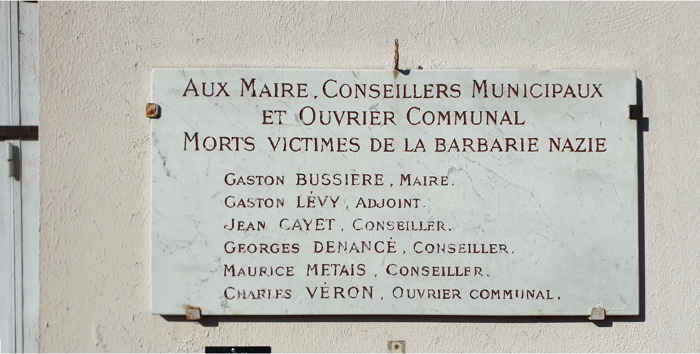 AUX MAIRE, CONSEILLERS MUNICIPAUX
ET OUVRIER COMMUNAL
MORTS VICTIMES DE LA BARBARIE NAZIE
GASTON BUSSIÈRE, MAIRE.
GASTON LÉVY, ADJOINT.
JEAN CAYET, CONSEILLER.
GEORGES DENANCÉ, CONSEILLER.
MAURICE METAIS, CONSEILLER.
CHARLES VÉRON, OUVRIER COMMUNAL.